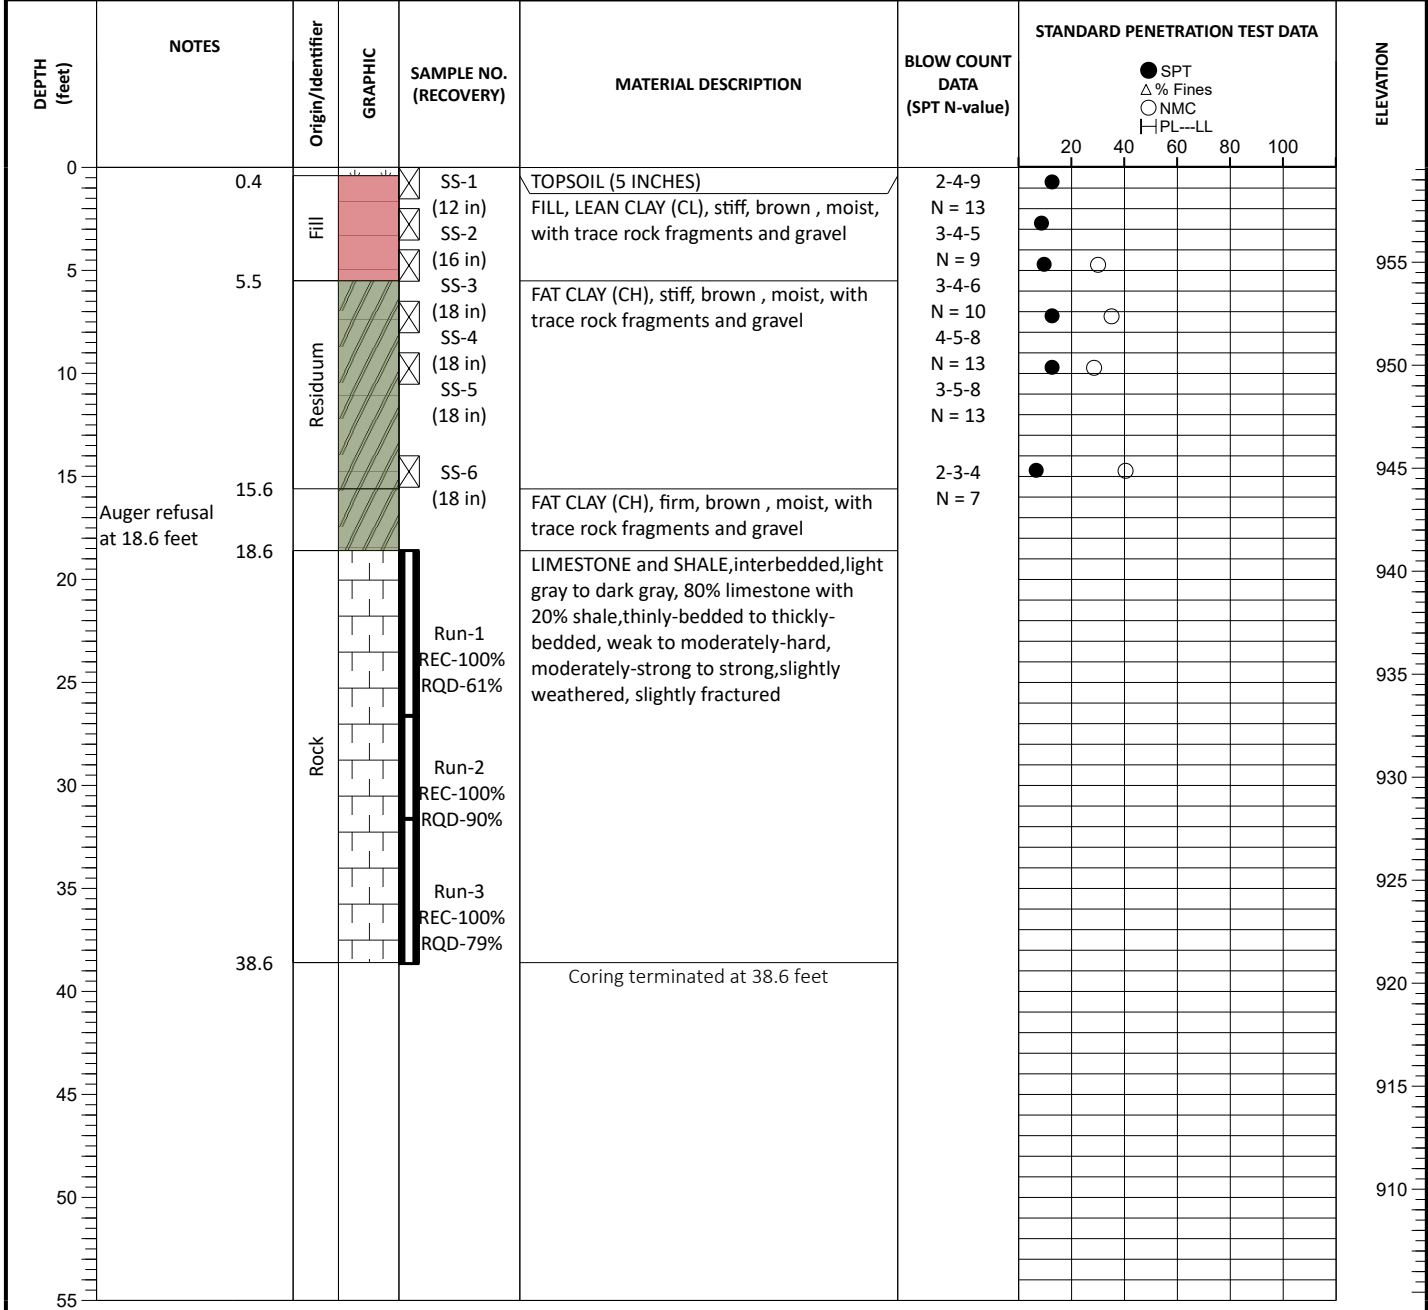 DEPTH
(feet)
NOTES
Origin/Identifier
GRAPHIC
SAMPLE NO.
(RECOVERY)
MATERIAL DESCRIPTION
BLOW COUNT
DATA
(SPT N-value)
STANDARD PENETRATION TEST DATA
SPT
% Fines
NMC
PL---LL
20 40 60 80 100
ELEVATION
0
5
10
15
20
25
30
35
40
45
50
55
0.4
5.5
15.6
Auger refusal
at 18.6 feet
18.6
38.6
Fill
Residuum
Rock
SS-1
(12 in)
SS-2
(16 in)
SS-3
(18 in)
SS-4
(18 in)
SS-5
(18 in)
SS-6
(18 in)
Run-1
REC-100%
RQD-61%
Run-2
REC-100%
RQD-90%
Run-3
REC-100%
RQD-79%
TOPSOIL (5 INCHES)
FILL, LEAN CLAY (CL), stiff, brown , moist,
with trace rock fragments and gravel
FAT CLAY (CH), stiff, brown , moist, with
trace rock fragments and gravel
FAT CLAY (CH), firm, brown , moist, with
trace rock fragments and gravel
LIMESTONE and SHALE,interbedded,light
gray to dark gray, 80% limestone with
20% shale,thinly-bedded to thickly-
bedded, weak to moderately-hard,
moderately-strong to strong,slightly
weathered, slightly fractured
Coring terminated at 38.6 feet
2-4-9
N = 13
3-4-5
N = 9
3-4-6
N = 10
4-5-8
N = 13
3-5-8
N = 13
2-3-4
N = 7
955
950
945
940
935
930
925
920
915
910